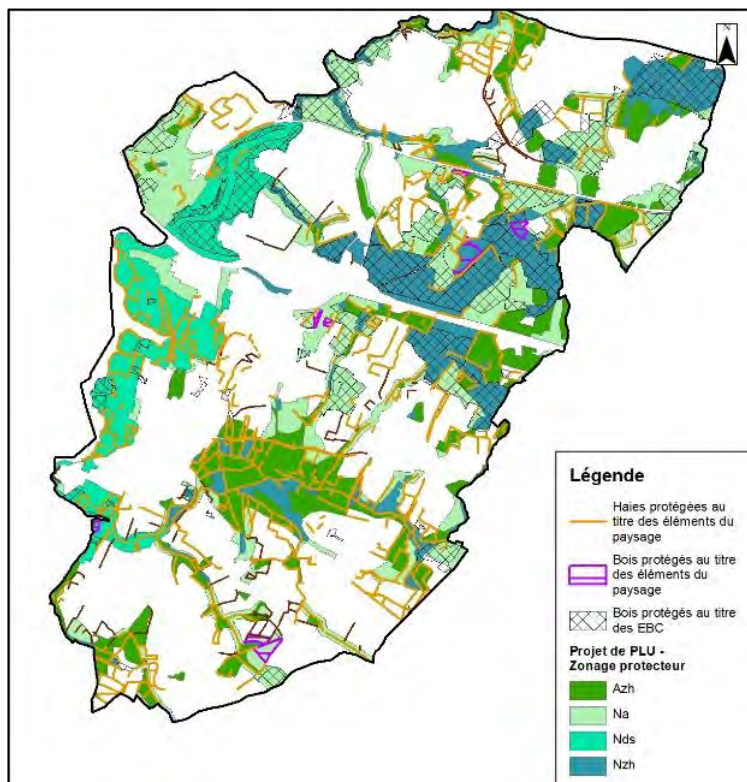 N
Légende
Haies protégées au
titre des éléments du
paysage
Bois protégés au titre
des éléments du
paysage
Bois protégés au titre
des EBC
Projet de PLU -
Zonage protecteur
Azh
Na
Nds
Nzh